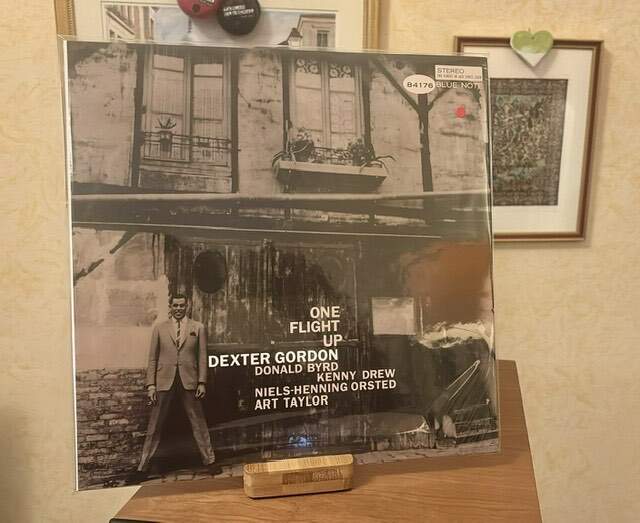 STEREO
84176
BLUE NOTE
ONE
FLIGHT
UP
DEXTER GORDON
DONALD BYRD
KENNY DREW
NIELS-HENNING ORSTED
ART TAYLOR